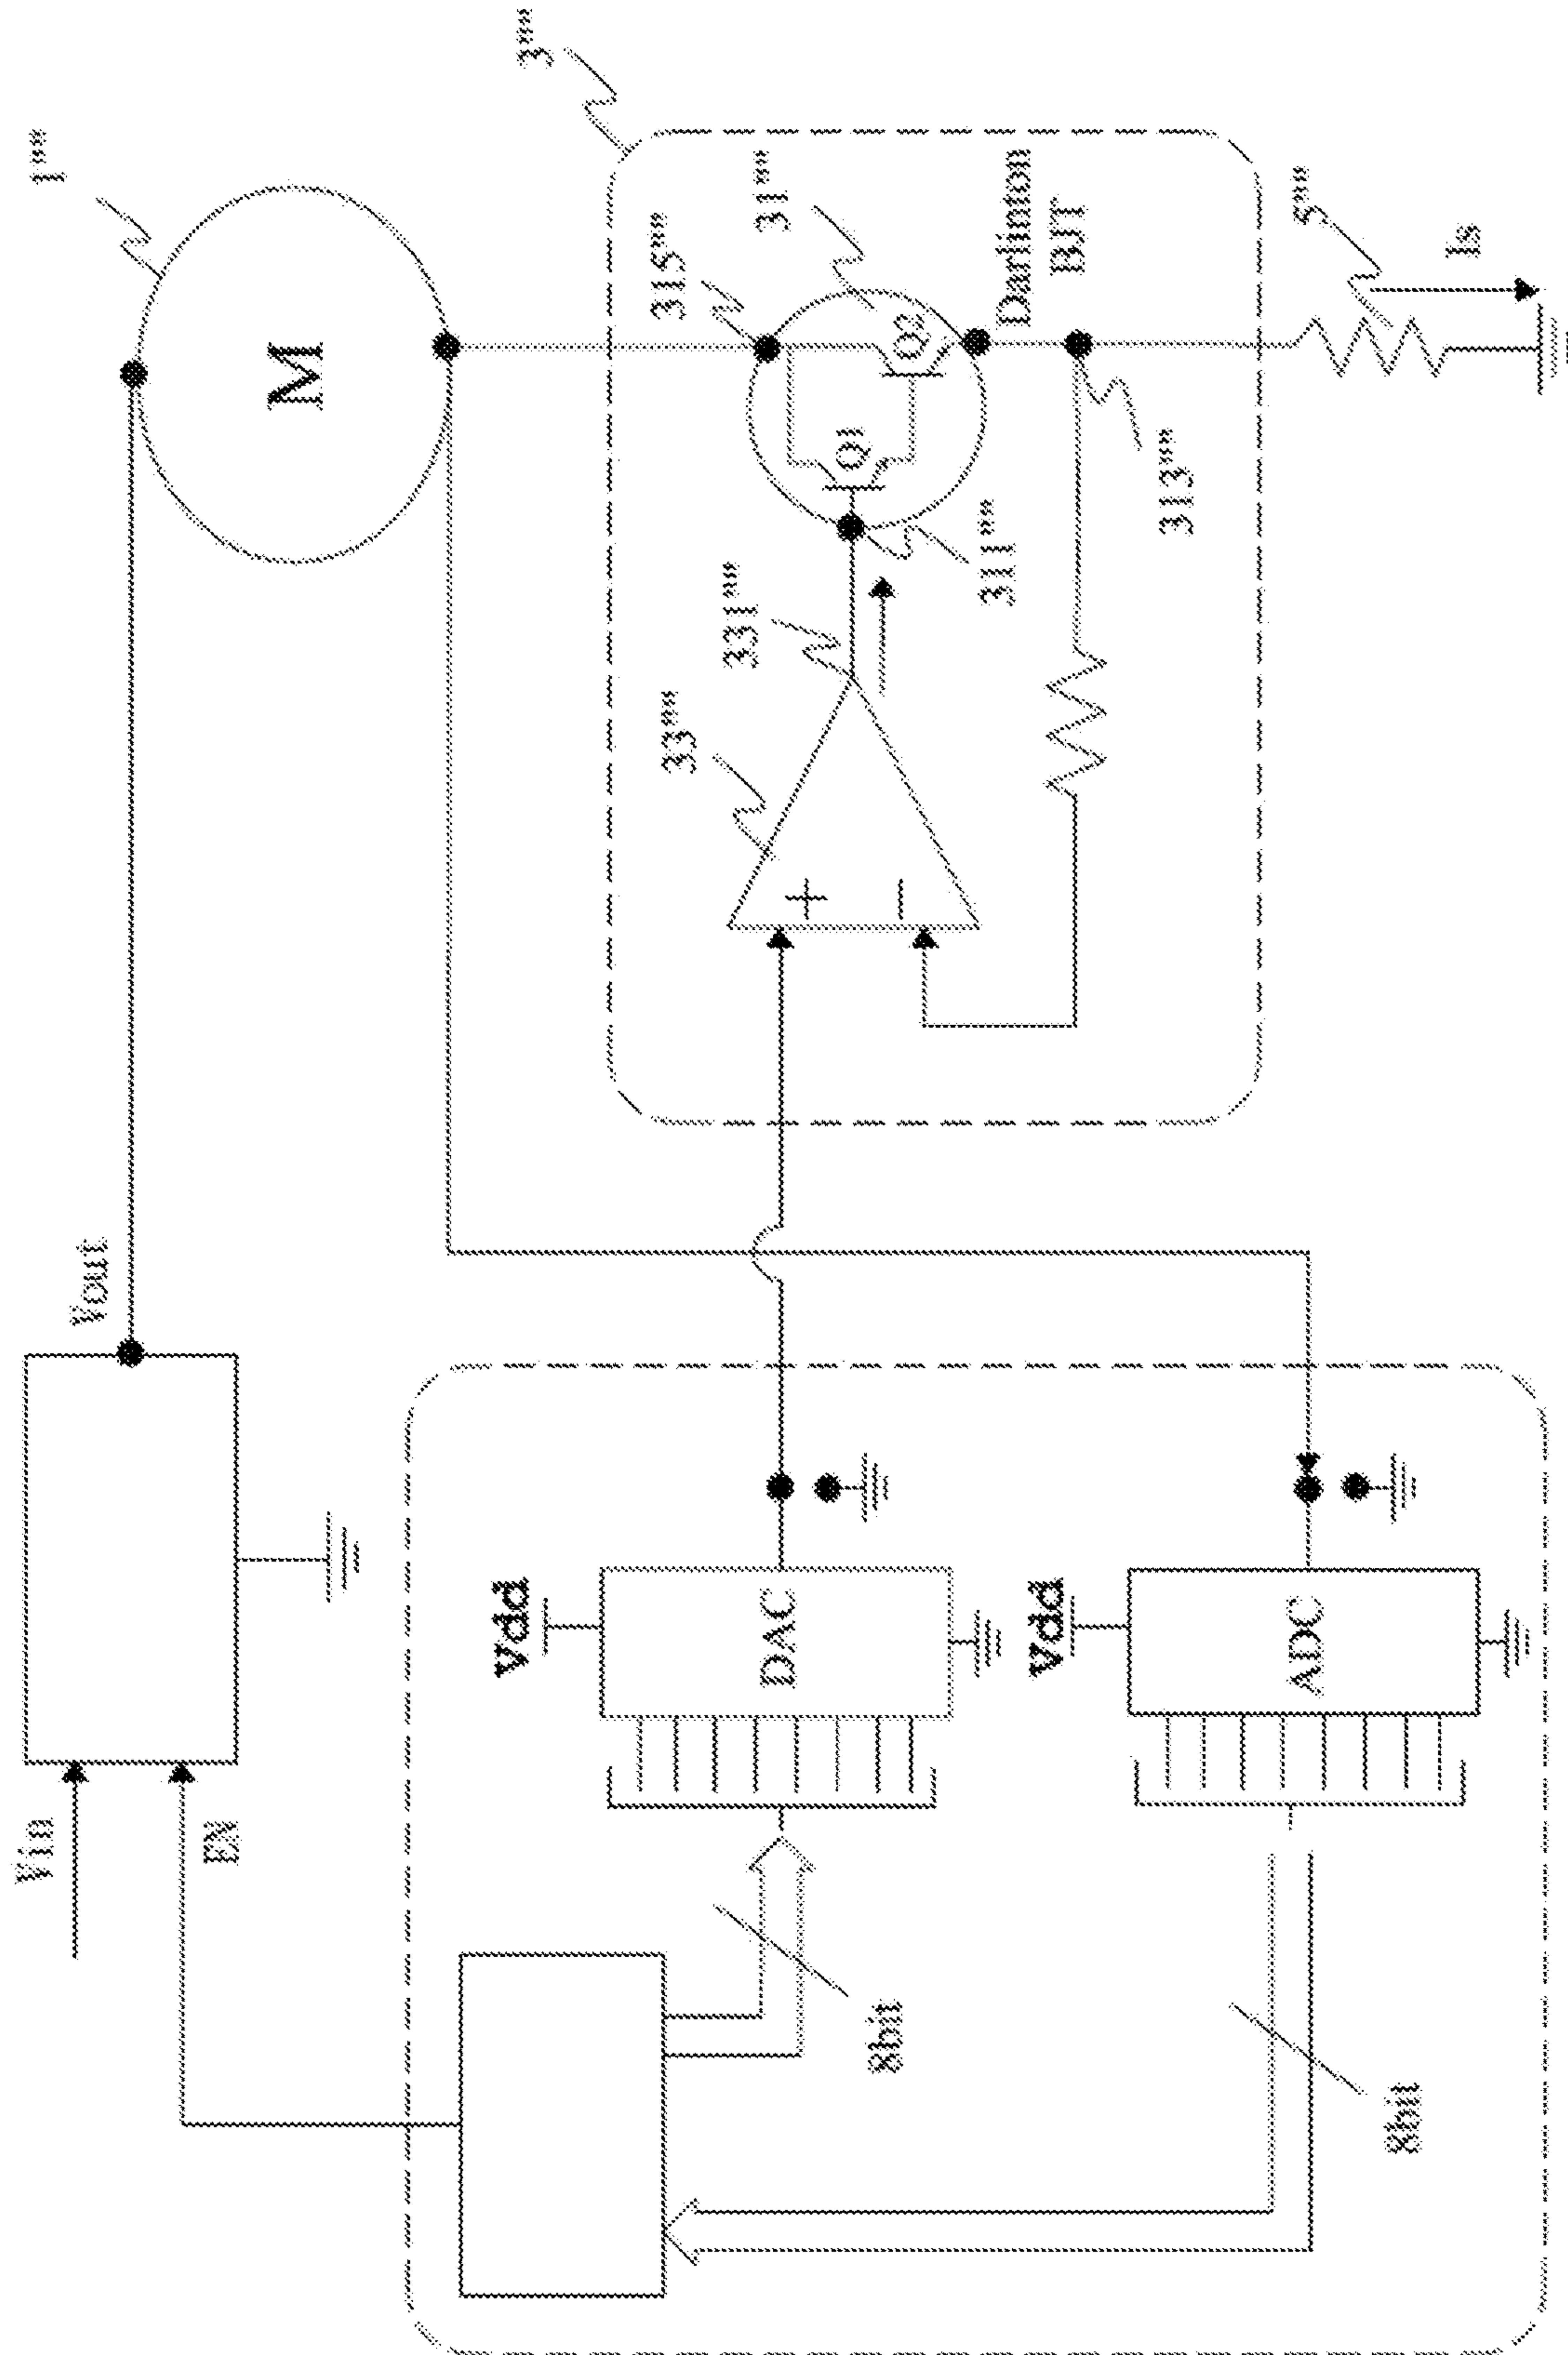 1""
3""
M
Vout
Vin
EN
315""
31""
Q1
Q2
Darlinton
BJT
33""
331""
+
−
311""
313""
5""
Is
Vdd
DAC
8bit
Vdd
ADC
8bit